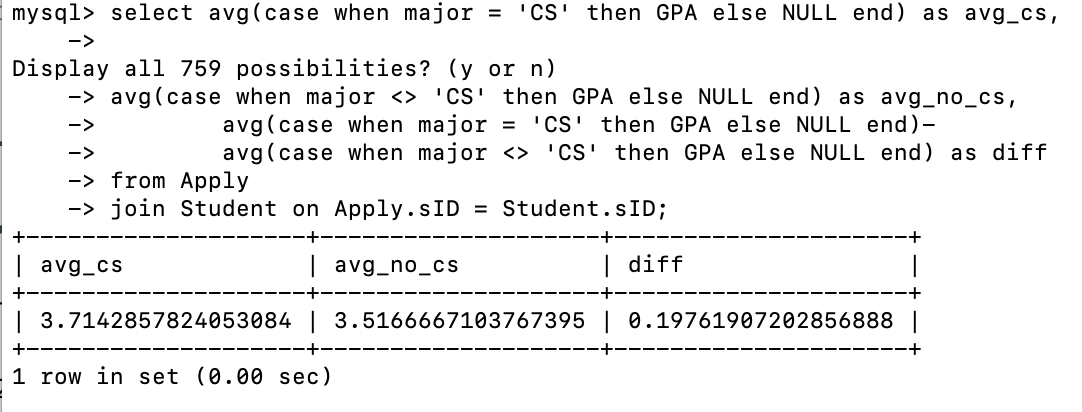 mysql> select avg(case when major = 'CS' then GPA else NULL end) as avg_cs,
    ->
Display all 759 possibilities? (y or n)
    -> avg(case when major <> 'CS' then GPA else NULL end) as avg_no_cs,
    ->         avg(case when major = 'CS' then GPA else NULL end)-
    ->         avg(case when major <> 'CS' then GPA else NULL end) as diff
    -> from Apply
    -> join Student on Apply.sID = Student.sID;
+--------------------+--------------------+---------------------+
| avg_cs             | avg_no_cs          | diff                |
+--------------------+--------------------+---------------------+
| 3.7142857824053084 | 3.5166667103767395 | 0.19761907202856888 |
+--------------------+--------------------+---------------------+
1 row in set (0.00 sec)